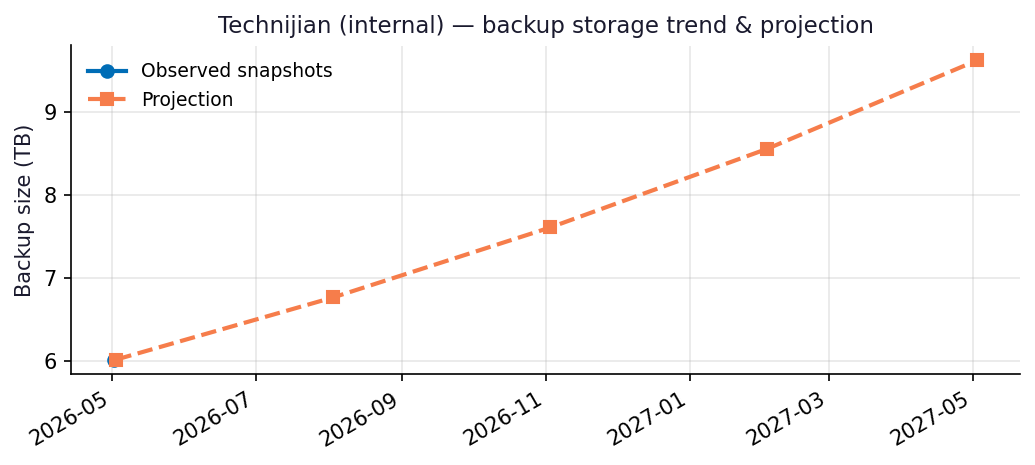 Technijian (internal) — backup storage trend & projection
Observed snapshots
Projection
Backup size (TB)
9
8
7
6
2026-05
2026-07
2026-09
2026-11
2027-01
2027-03
2027-05